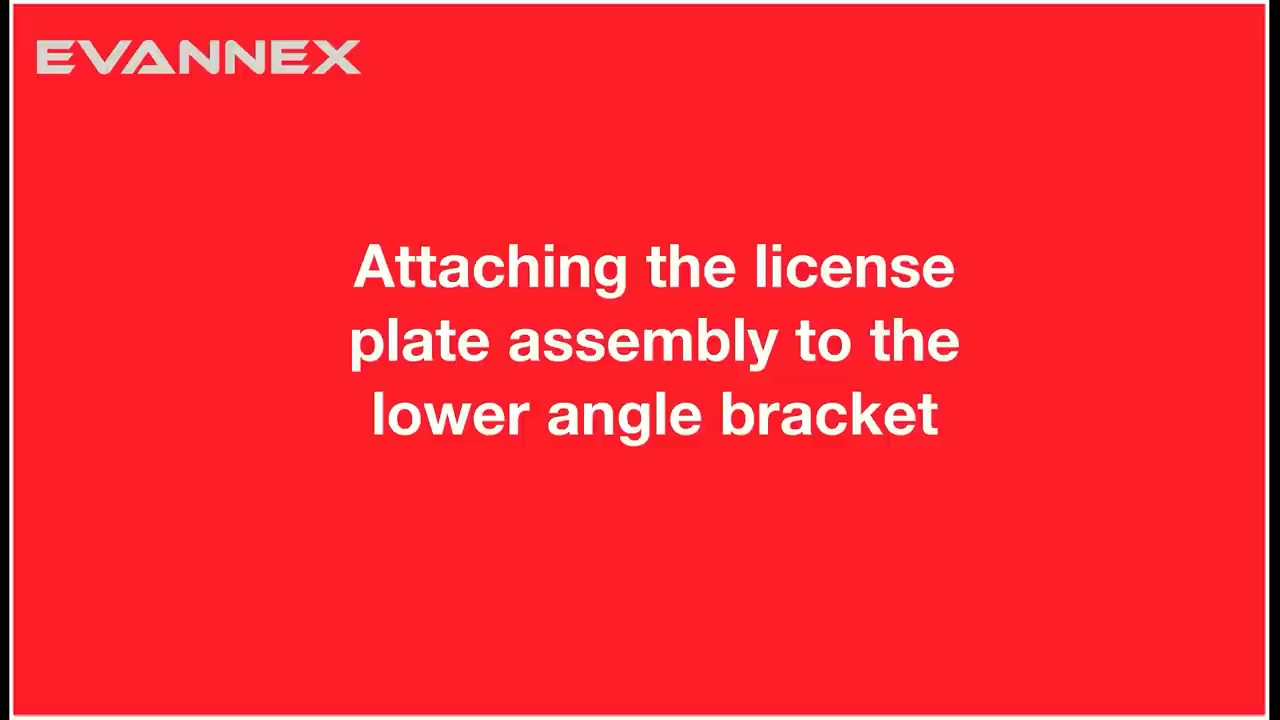 EVANNEX
Attaching the license
plate assembly to the
lower angle bracket